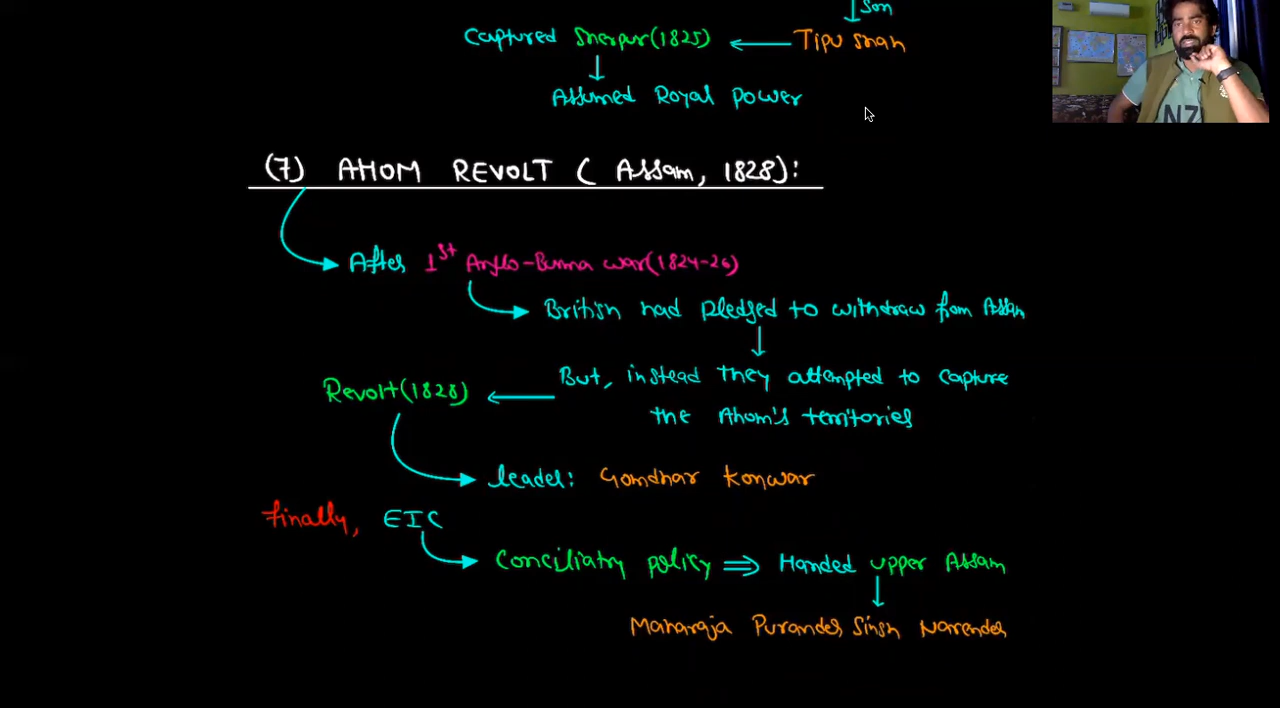 Son
Captured Sherpur(1825) ← Tipu Shah
Assumed Royal Power
(7) AHOM REVOLT ( Assam, 1828):
After 1st Anglo-Burma war(1824-26)
British had pledged to withdraw from Assam
But, instead they attempted to capture
Revolt(1828)
the Ahom's territories
leader: Gomdhar Konwar
finally, EIC
Conciliatry policy ⇒ Handed upper Assam
Maharaja Purander Singh Narender
NZ